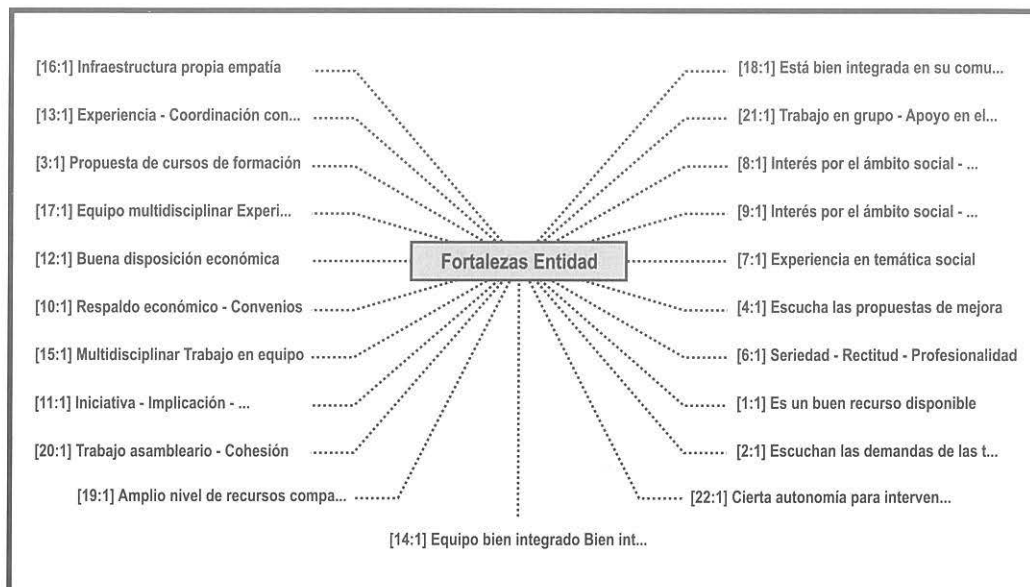 [16:1] Infraestructura propia empatía
[13:1] Experiencia - Coordinación con...
[3:1] Propuesta de cursos de formación
[17:1] Equipo multidisciplinar Experi...
[12:1] Buena disposición económica
[10:1] Respaldo económico - Convenios
[15:1] Multidisciplinar Trabajo en equipo
[11:1] Iniciativa - Implicación - ...
[20:1] Trabajo asambleario - Cohesión
[19:1] Amplio nivel de recursos compa...
Fortalezas Entidad
[18:1] Está bien integrada en su comu...
[21:1] Trabajo en grupo - Apoyo en el...
[8:1] Interés por el ámbito social - ...
[9:1] Interés por el ámbito social - ...
[7:1] Experiencia en temática social
[4:1] Escucha las propuestas de mejora
[6:1] Seriedad - Rectitud - Profesionalidad
[1:1] Es un buen recurso disponible
[2:1] Escuchan las demandas de las t...
[22:1] Cierta autonomía para interven...
[14:1] Equipo bien integrado Bien int...